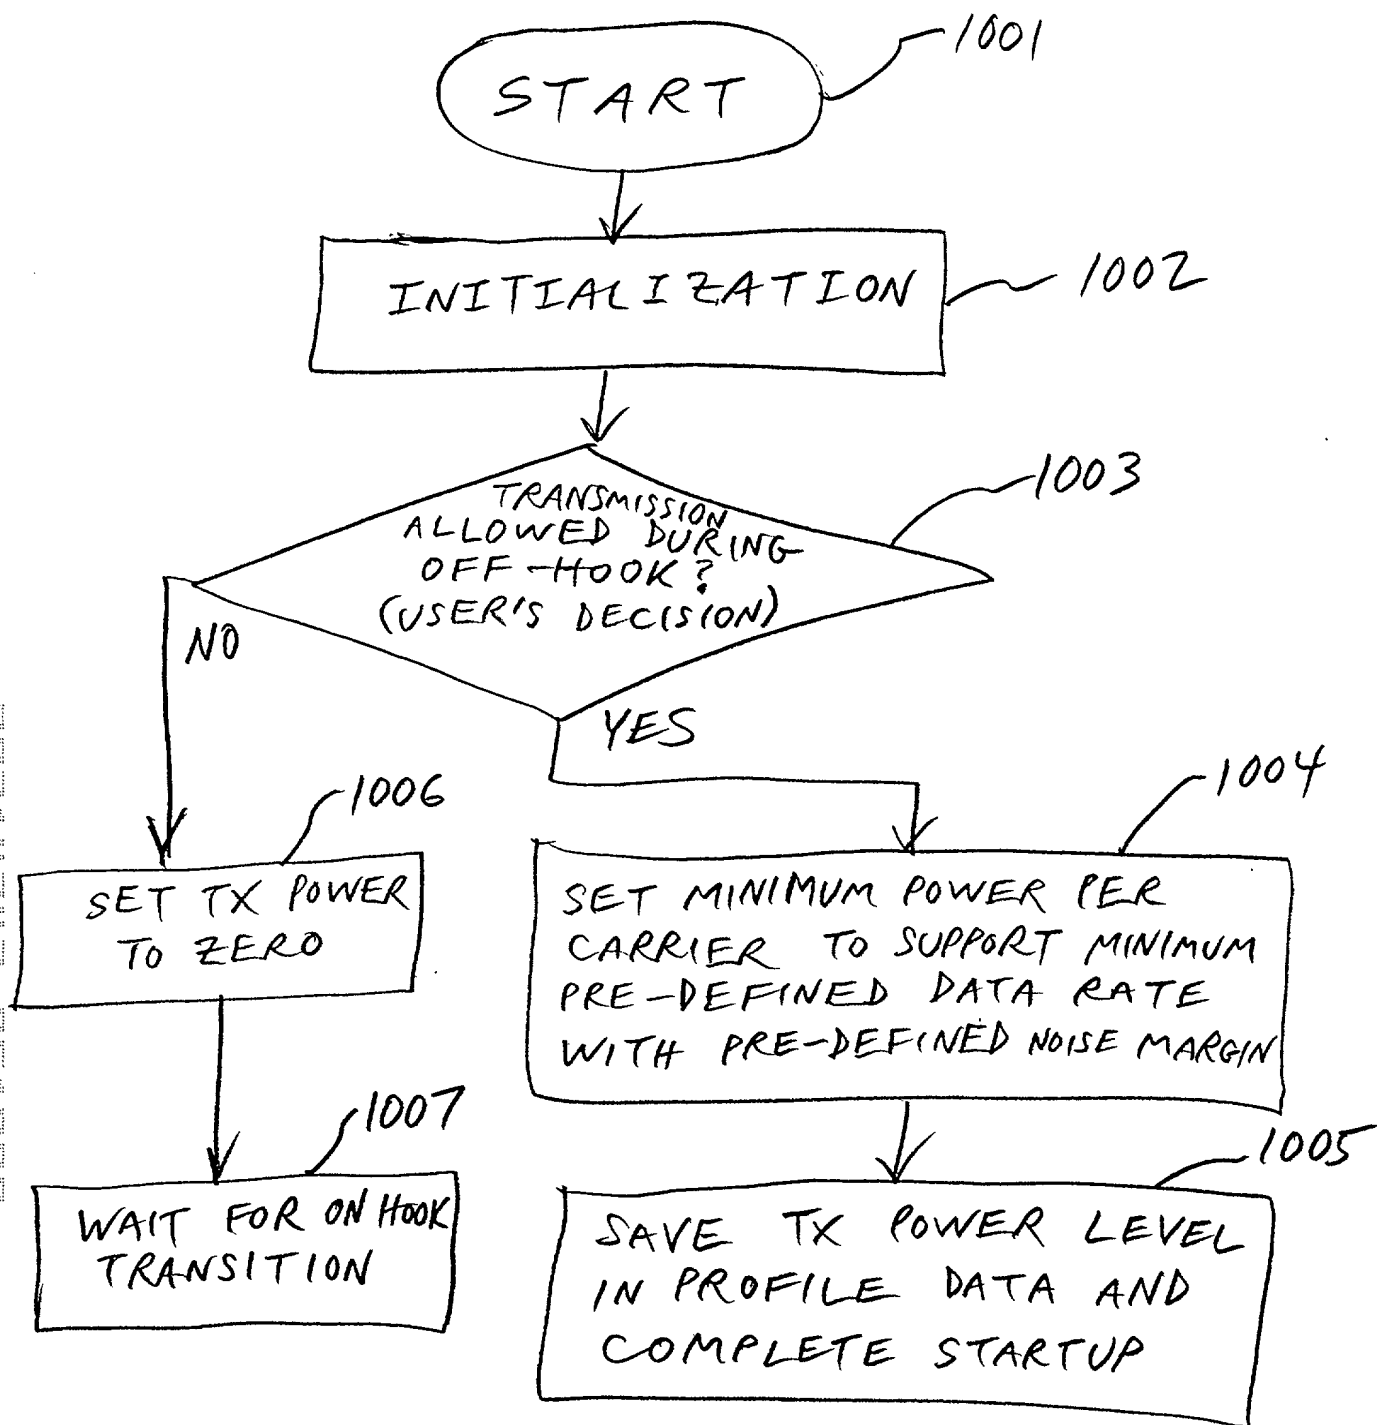 1001
START
INITIALIZATION
1002
1003
TRANSMISSION
ALLOWED DURING
OFF-HOOK?
(USER'S DECISION)
NO
YES
1006
SET TX POWER
TO ZERO
1004
SET MINIMUM POWER PER
CARRIER TO SUPPORT MINIMUM
PRE-DEFINED DATA RATE
WITH PRE-DEFINED NOISE MARGIN
1007
WAIT FOR ON HOOK
TRANSITION
1005
SAVE TX POWER LEVEL
IN PROFILE DATA AND
COMPLETE STARTUP